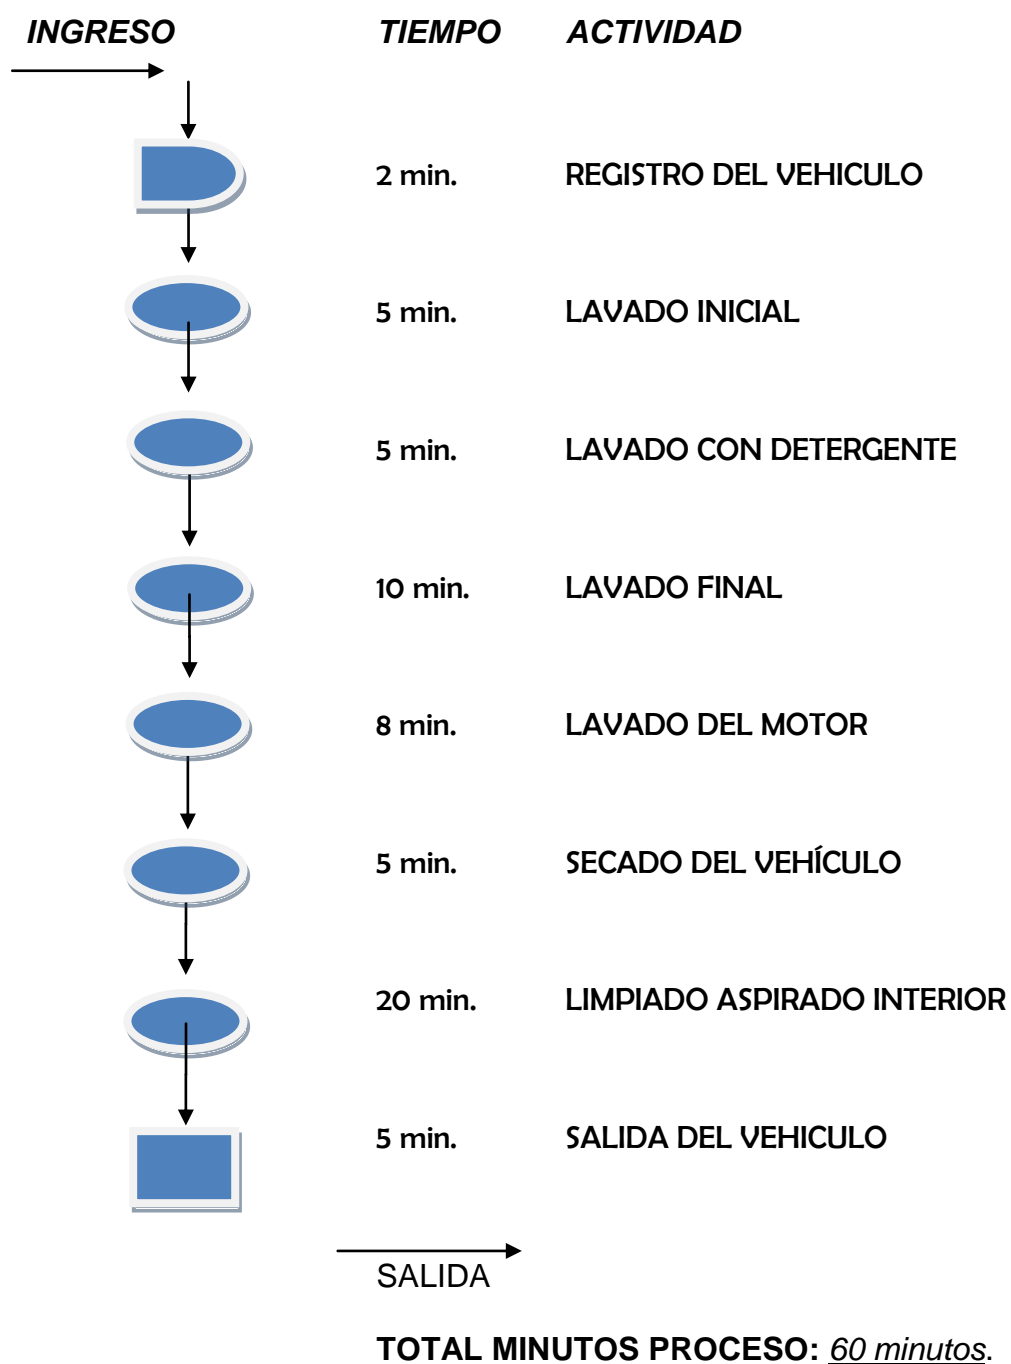 INGRESO TIEMPO ACTIVIDAD
2 min. REGISTRO DEL VEHICULO
5 min. LAVADO INICIAL
5 min. LAVADO CON DETERGENTE
10 min. LAVADO FINAL
8 min. LAVADO DEL MOTOR
5 min. SECADO DEL VEHÍCULO
20 min. LIMPIADO ASPIRADO INTERIOR
5 min. SALIDA DEL VEHICULO
SALIDA
TOTAL MINUTOS PROCESO: 60 minutos.